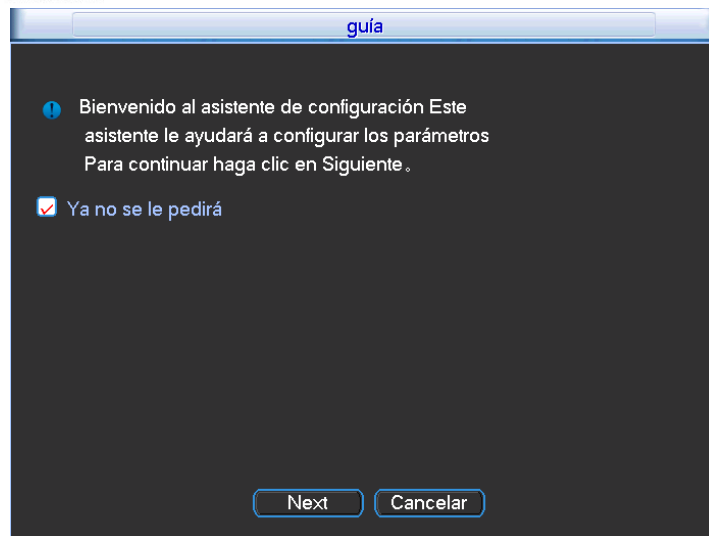 guía
Bienvenido al asistente de configuración Este
asistente le ayudará a configurar los parámetros
Para continuar haga clic en Siguiente。
Ya no se le pedirá
Next
Cancelar